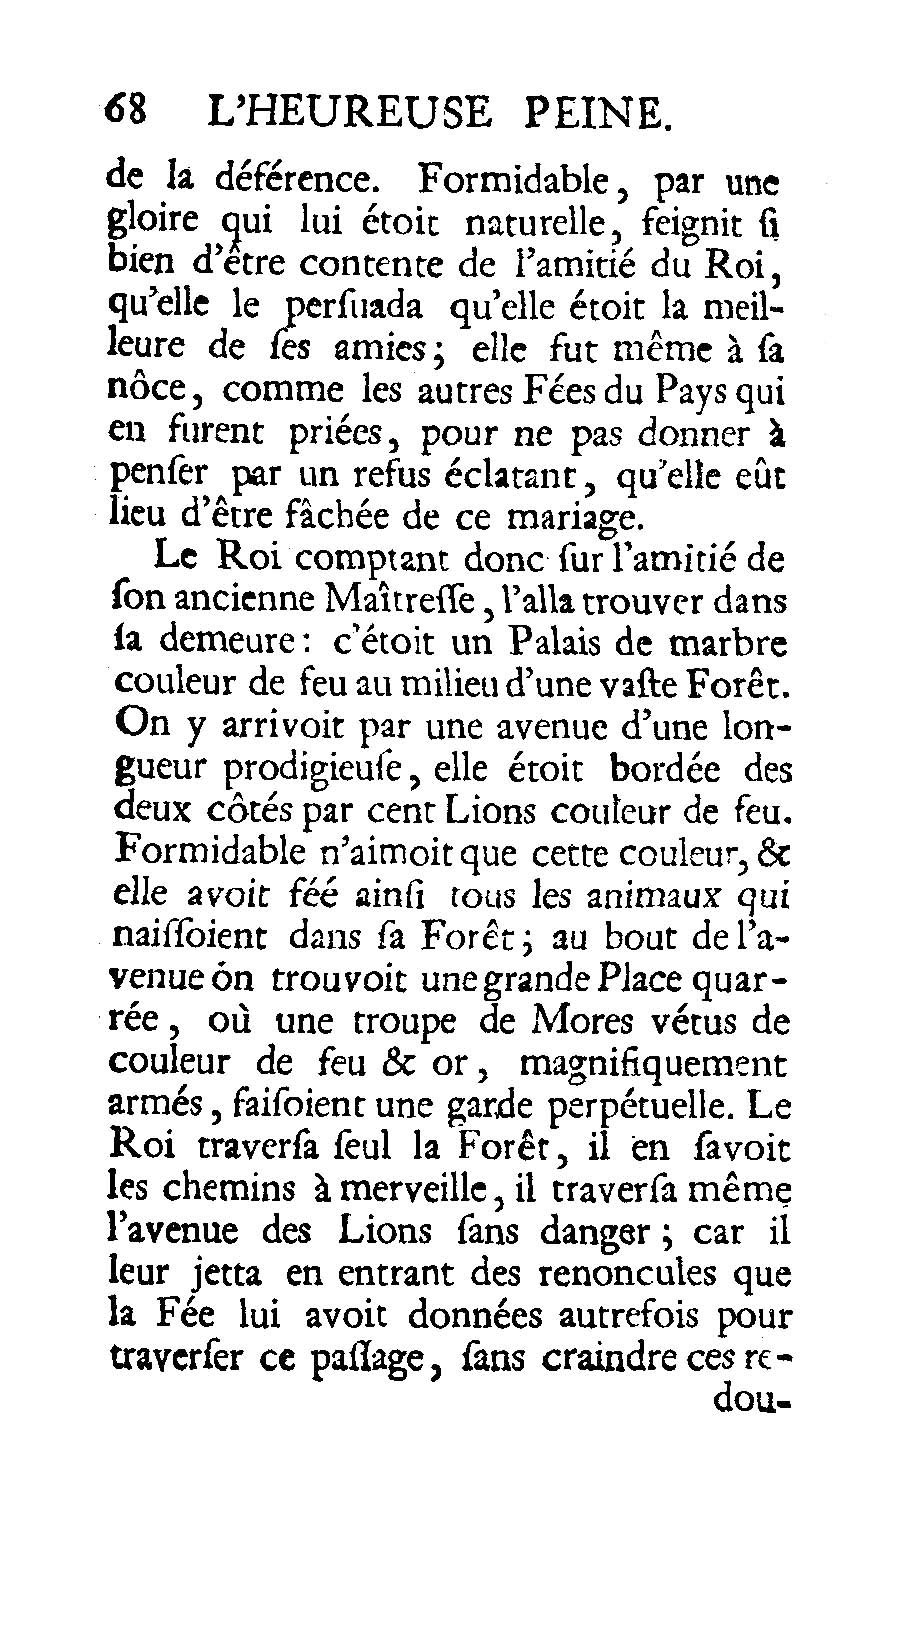 68 L'HEUREUSE PEINE.
de la déférence. Formidable, par une
gloire qui lui étoit naturelle, feignit ſi
bien d'être contente de l'amitié du Roi,
qu'elle le perſuada qu'elle étoit la meil-
leure de ſes amies; elle fut même à ſa
nôce, comme les autres Fées du Pays qui
en furent priées, pour ne pas donner à
penſer par un refus éclatant, qu'elle eût
lieu d'être fâchée de ce mariage.
Le Roi comptant donc ſur l'amitié de
ſon ancienne Maîtreſſe, l'alla trouver dans
ſa demeure: c'étoit un Palais de marbre
couleur de feu au milieu d'une vaſte Forêt.
On y arrivoit par une avenue d'une lon-
gueur prodigieuſe, elle étoit bordée des
deux côtés par cent Lions couleur de feu.
Formidable n'aimoit que cette couleur, &
elle avoit féé ainſi tous les animaux qui
naiſſoient dans ſa Forêt; au bout de l'a-
venue ón trouvoit une grande Place quar-
rée, où une troupe de Mores vétus de
couleur de feu & or, magnifiquement
armés, faiſoient une garde perpétuelle. Le
Roi traverſa ſeul la Forêt, il en ſavoit
les chemins à merveille, il traverſa même
l'avenue des Lions ſans danger; car il
leur jetta en entrant des renoncules que
la Fée lui avoit données autrefois pour
traverſer ce paſſage, ſans craindre ces re-
dou-